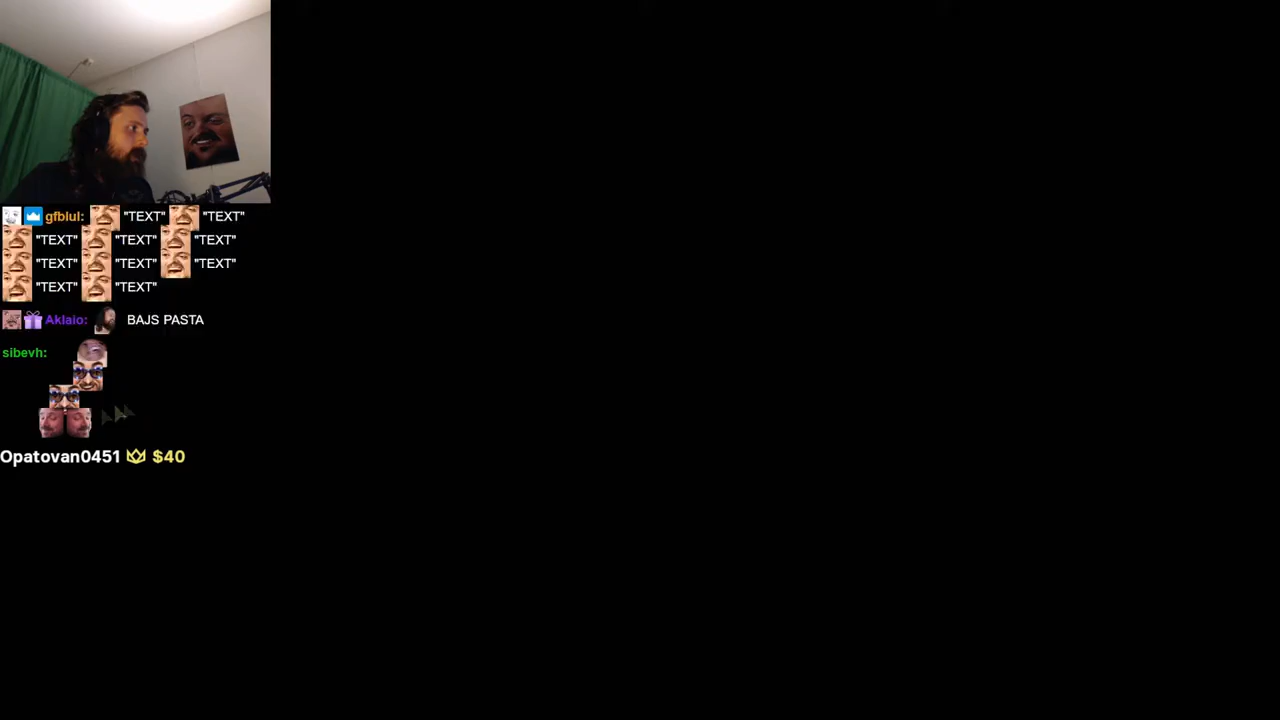 gfblul: "TEXT" "TEXT"
"TEXT" "TEXT" "TEXT"
"TEXT" "TEXT" "TEXT"
"TEXT" "TEXT"
Aklaio: BAJS PASTA
sibevh:
Opatovan0451 $40